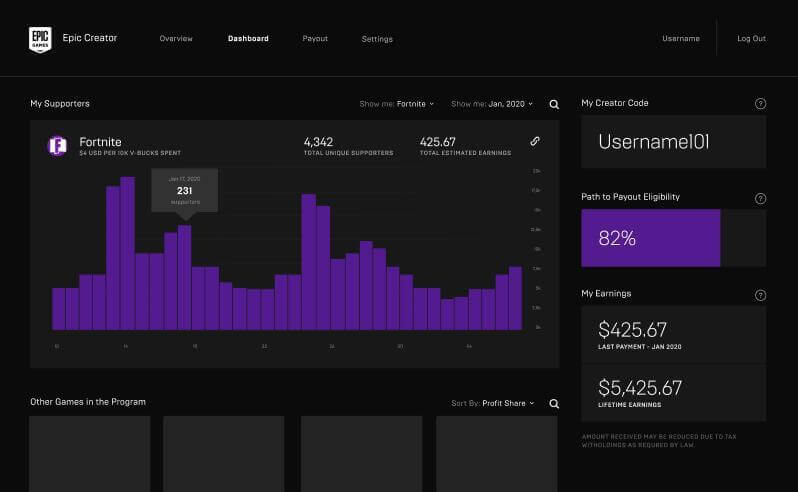 EPIC
GAMES
Epic Creator
Overview
Dashboard
Payout
Settings
Username
Log Out
My Supporters
Show me: Fortnite
Show me: Jan, 2020
Fortnite
$4 USD PER 10K V-BUCKS SPENT
4,342
TOTAL UNIQUE SUPPORTERS
425.67
TOTAL ESTIMATED EARNINGS
Jan 17, 2020
231
supporters
My Creator Code
?
Username101
Path to Payout Eligibility
?
82%
My Earnings
?
$425.67
LAST PAYMENT - JAN 2020
$5,425.67
LIFETIME EARNINGS
AMOUNT RECEIVED MAY BE REDUCED DUE TO TAX
WITHOLDINGS AS REQUIRED BY LAW.
Other Games in the Program
Sort By: Profit Share